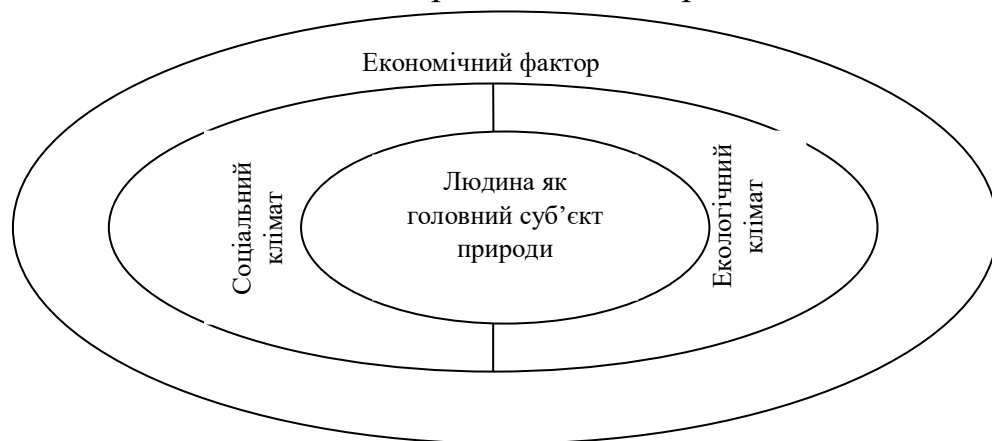 Економічний фактор
Соціальний
клімат
Людина як
головний суб’єкт
природи
Екологічний
клімат